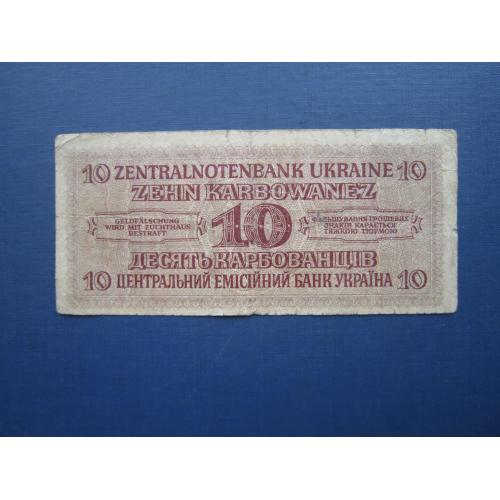 10 ZENTRALNOTENBANK UKRAINE 10
ZEHN KARBOWANEZ
GELDFÄLSCHUNG
WIRD MIT ZUCHTHAUS
BESTRAFT
10
ФАЛЬШУВАННЯ ГРОШЕВИХ
ЗНАКІВ КАРАЄТЬСЯ
ТЯЖКОЮ ТЮРМОЮ
ДЕСЯТЬ КАРБОВАНЦІВ
10 ЦЕНТРАЛЬНИЙ ЕМІСІЙНИЙ БАНК УКРАЇНА 10